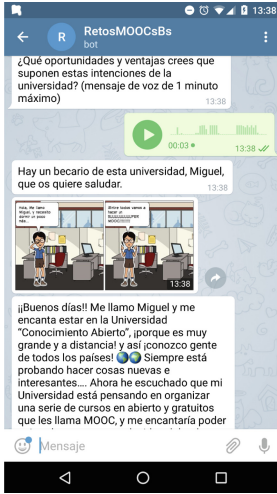 13:38
R
RetosMOOCsBs
bot
¿Qué oportunidades y ventajas crees que
suponen estas intenciones de la
universidad? (mensaje de voz de 1 minuto
máximo)
13:38
00:03
13:38
Hay un becario de esta universidad, Miguel,
que os quiere saludar.
13:38
Hola, me llamo
Miguel, y necesito
13:38
¡¡Buenos días!! Me llamo Miguel y me
encanta estar en la Universidad
“Conocimiento Abierto”, ¡porque es muy
grande y a distancia! y así ¡conozco gente
de todos los países! 🌎🌍 Siempre está
probando hacer cosas nuevas e
interesantes.... Ahora he escuchado que mi
Universidad está pensando en organizar
una serie de cursos en abierto y gratuitos
que les llama MOOC, y me encantaría poder
Mensaje